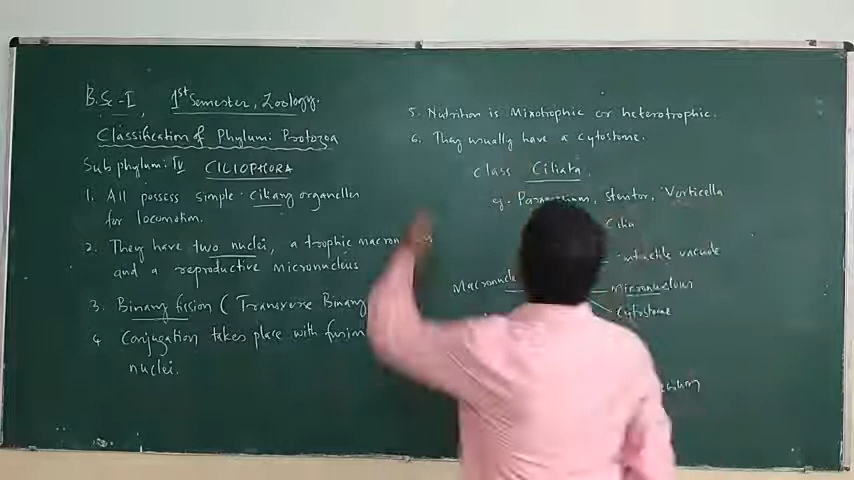 B.Sc-I, 1st Semester, Zoology.
Classification of Phylum: Protozoa
Sub phylum: IV CILIOPHORA
1. All possess simple ciliary organelles
for locomotion.
2. They have two nuclei, a trophic
and a reproductive micronucleus
3. Binary fission (Transverse Binary
4. Conjugation takes place with fusion
nuclei.
5. Nutrition is Mixotrophic or heterotrophic.
6. They usually have a cytostome.
class Ciliata.
eg. Paramecium, stentor, Vorticella
Cilia
vacuole
Micronucleus
Cytostome